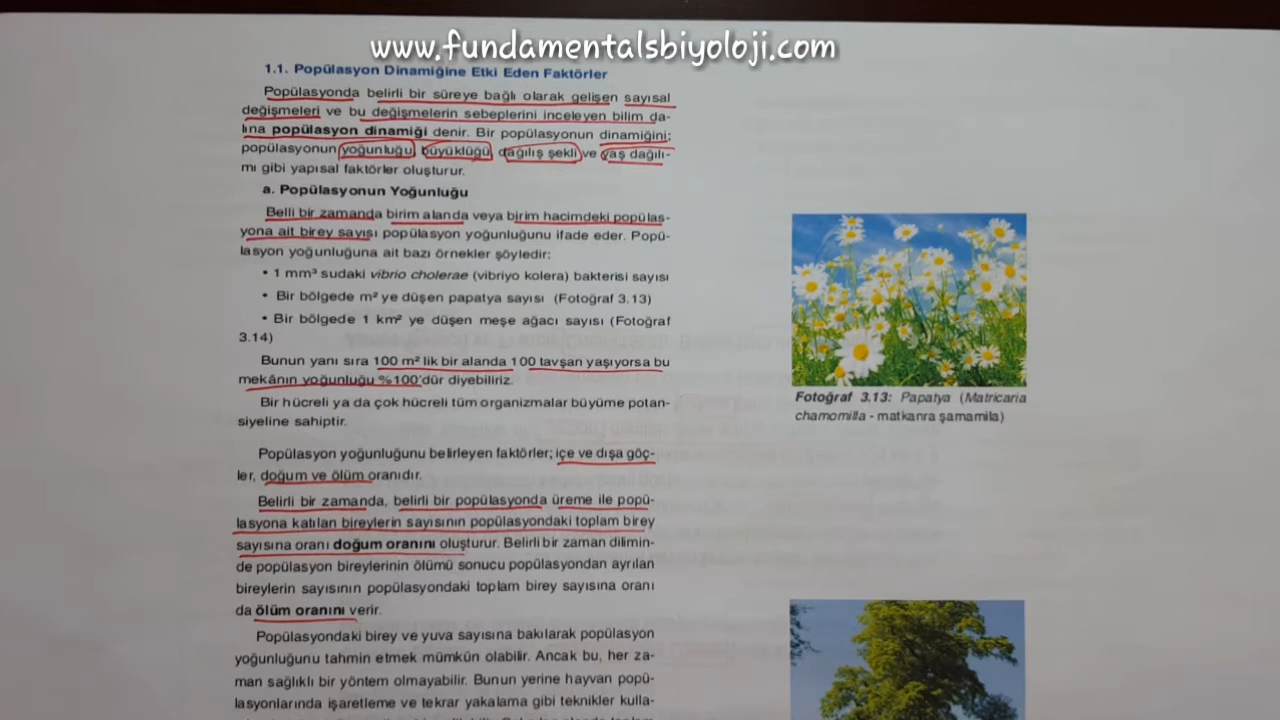 www.fundamentalsbiyoloji.com
1.1. Popülasyon Dinamiğine Etki Eden Faktörler
Popülasyonda belirli bir süreye bağlı olarak gelişen sayısal
değişmeleri ve bu değişmelerin sebeplerini inceleyen bilim da-
lına popülasyon dinamiği denir. Bir popülasyonun dinamiğini;
popülasyonun yoğunluğu, büyüklüğü, dağılış şekli ve yaş dağılı-
mı gibi yapısal faktörler oluşturur.
a. Popülasyonun Yoğunluğu
Belli bir zamanda birim alanda veya birim hacimdeki popülas-
yona ait birey sayısı popülasyon yoğunluğunu ifade eder. Popü-
lasyon yoğunluğuna ait bazı örnekler şöyledir:
• 1 mm³ sudaki vibrio cholerae (vibriyo kolera) bakterisi sayısı
• Bir bölgede m² ye düşen papatya sayısı (Fotoğraf 3.13)
• Bir bölgede 1 km² ye düşen meşe ağacı sayısı (Fotoğraf
3.14)
Bunun yanı sıra 100 m² lik bir alanda 100 tavşan yaşıyorsa bu
mekânın yoğunluğu %100'dür diyebiliriz.
Bir hücreli ya da çok hücreli tüm organizmalar büyüme potan-
siyeline sahiptir.
Popülasyon yoğunluğunu belirleyen faktörler; içe ve dışa göç-
ler, doğum ve ölüm oranıdır.
Belirli bir zamanda, belirli bir popülasyonda üreme ile popü-
lasyona katılan bireylerin sayısının popülasyondaki toplam birey
sayısına oranı doğum oranını oluşturur. Belirli bir zaman dilimin-
de popülasyon bireylerinin ölümü sonucu popülasyondan ayrılan
bireylerin sayısının popülasyondaki toplam birey sayısına oranı
da ölüm oranını verir.
Popülasyondaki birey ve yuva sayısına bakılarak popülasyon
yoğunluğunu tahmin etmek mümkün olabilir. Ancak bu, her za-
man sağlıklı bir yöntem olmayabilir. Bunun yerine hayvan popü-
lasyonlarında işaretleme ve tekrar yakalama gibi teknikler kulla-
Fotoğraf 3.13: Papatya (Matricaria
chamomilla - matkanra şamamila)